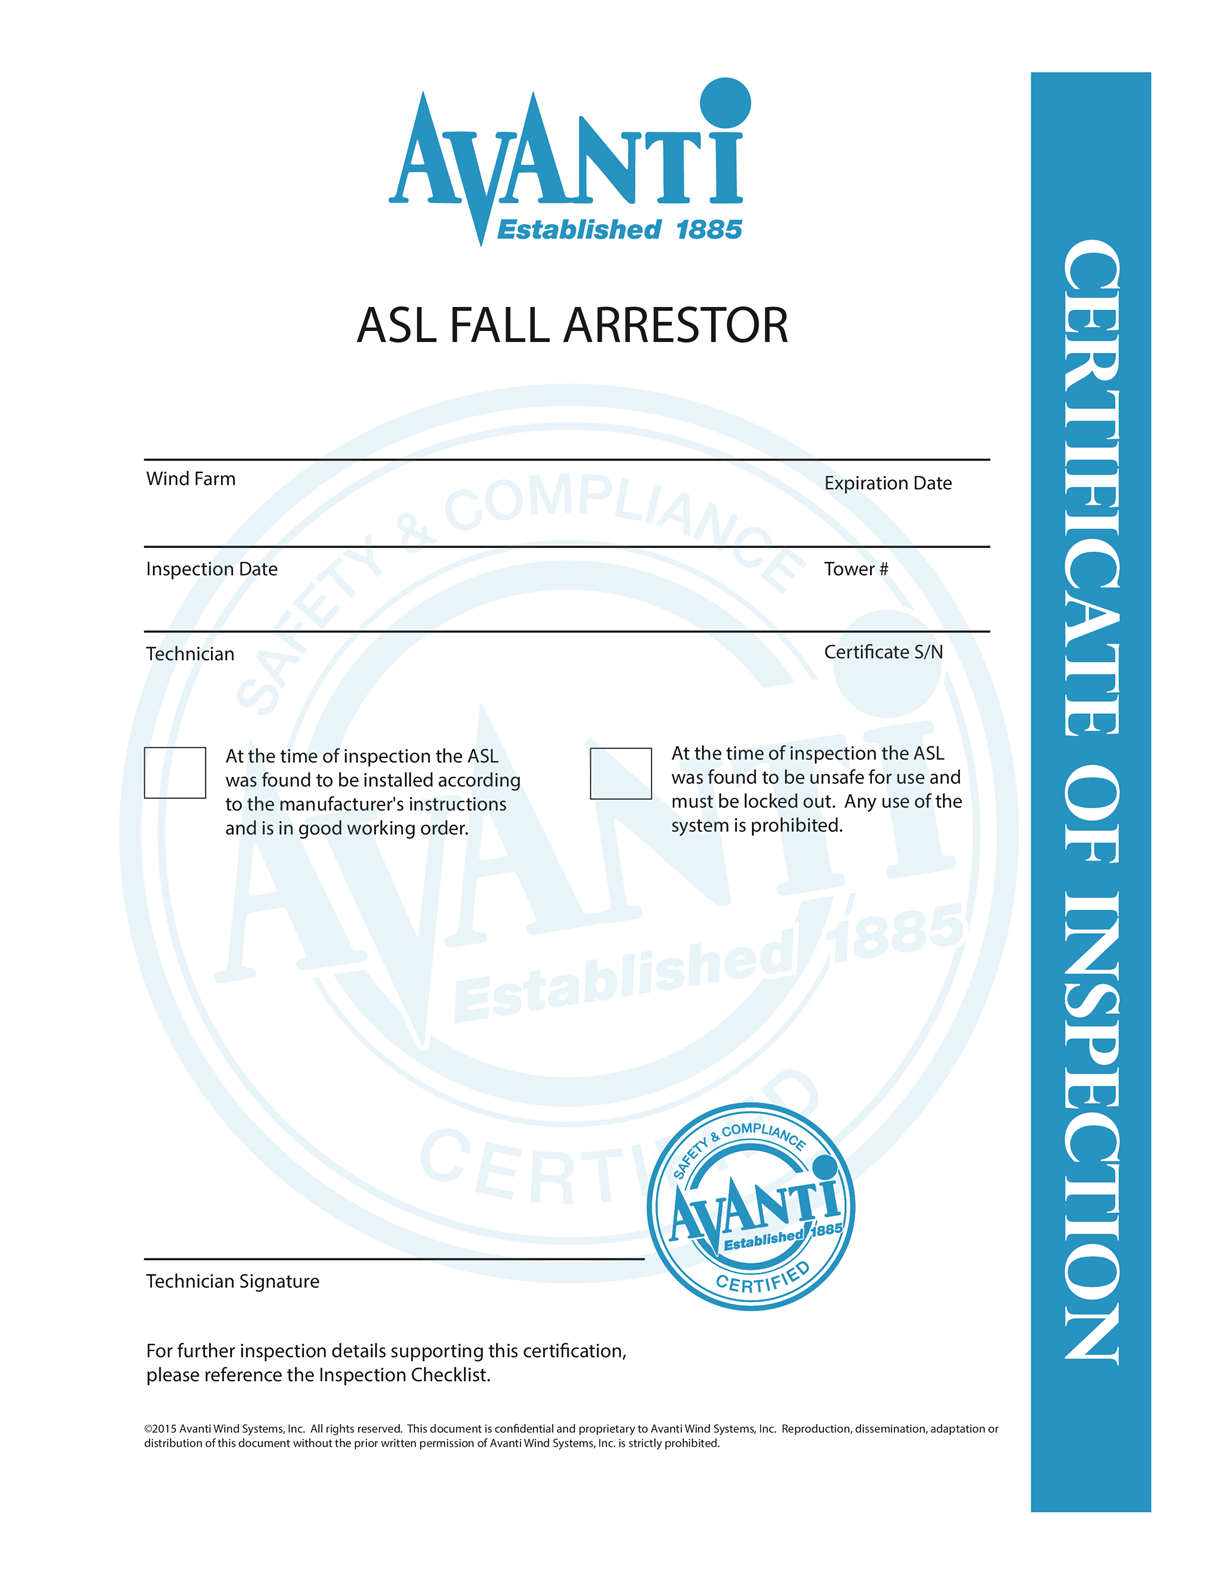 AVANTi
Established 1885
ASL FALL ARRESTOR
Wind Farm
Expiration Date
Inspection Date
Tower #
Technician
Certificate S/N
At the time of inspection the ASL
was found to be installed according
to the manufacturer's instructions
and is in good working order.
At the time of inspection the ASL
was found to be unsafe for use and
must be locked out.  Any use of the
system is prohibited.
SAFETY & COMPLIANCE
AVANTi
Established 1885
CERTIFIED
SAFETY & COMPLIANCE
AVANTi
Established 1885
CERTIFIED
Technician Signature
For further inspection details supporting this certification,
please reference the Inspection Checklist.
©2015 Avanti Wind Systems, Inc.  All rights reserved.  This document is confidential and proprietary to Avanti Wind Systems, Inc.  Reproduction, dissemination, adaptation or
distribution of this document without the prior written permission of Avanti Wind Systems, Inc. is strictly prohibited.
CERTIFICATE OF INSPECTION